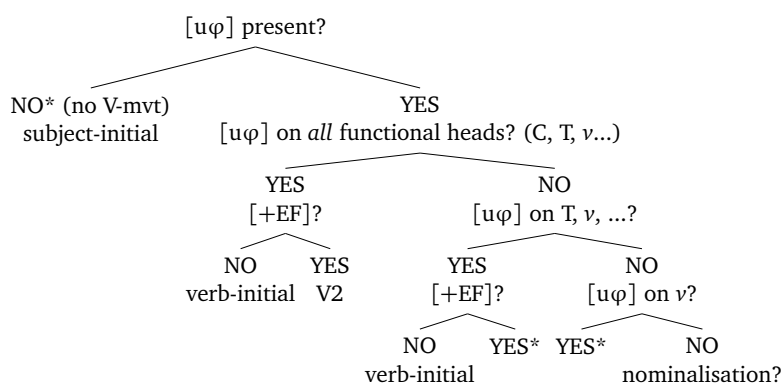 [uφ] present?
NO* (no V-mvt) YES
subject-initial [uφ] on all functional heads? (C, T, v...)
YES NO
[+EF]? [uφ] on T, v, ...?
NO YES YES NO
verb-initial V2 [+EF]? [uφ] on v?
NO YES* YES* NO
verb-initial nominalisation?